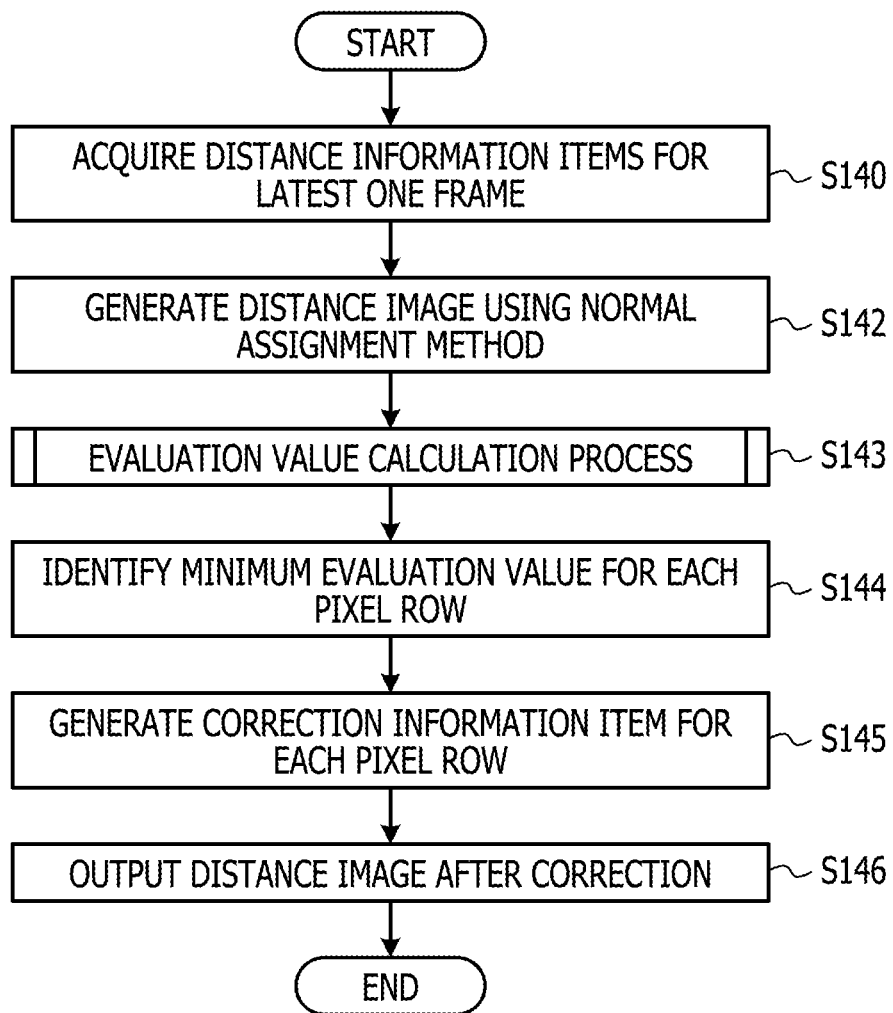 START
ACQUIRE DISTANCE INFORMATION ITEMS FOR
LATEST ONE FRAME
S140
GENERATE DISTANCE IMAGE USING NORMAL
ASSIGNMENT METHOD
S142
EVALUATION VALUE CALCULATION PROCESS
S143
IDENTIFY MINIMUM EVALUATION VALUE FOR EACH
PIXEL ROW
S144
GENERATE CORRECTION INFORMATION ITEM FOR
EACH PIXEL ROW
S145
OUTPUT DISTANCE IMAGE AFTER CORRECTION
S146
END